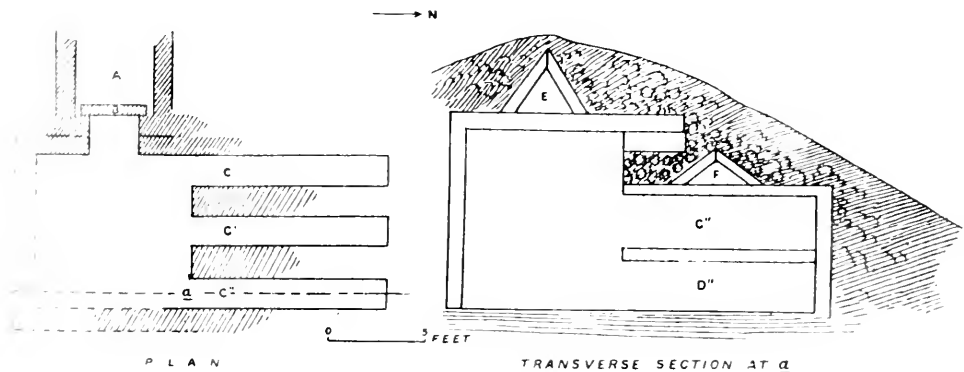 N
A
B
C
C'
a C"
E
F
C"
D"
0 5 FEET
PLAN
TRANSVERSE SECTION AT a